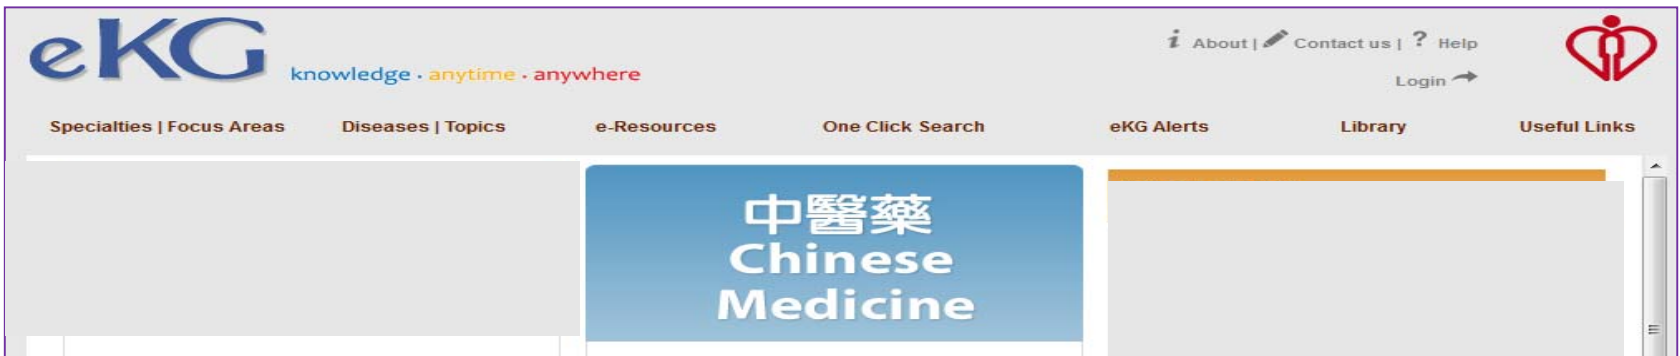 eKG
knowledge · anytime · anywhere
i About | Contact us | ? Help
Login
Specialties | Focus Areas Diseases | Topics e-Resources One Click Search eKG Alerts Library Useful Links
中醫藥
Chinese
Medicine